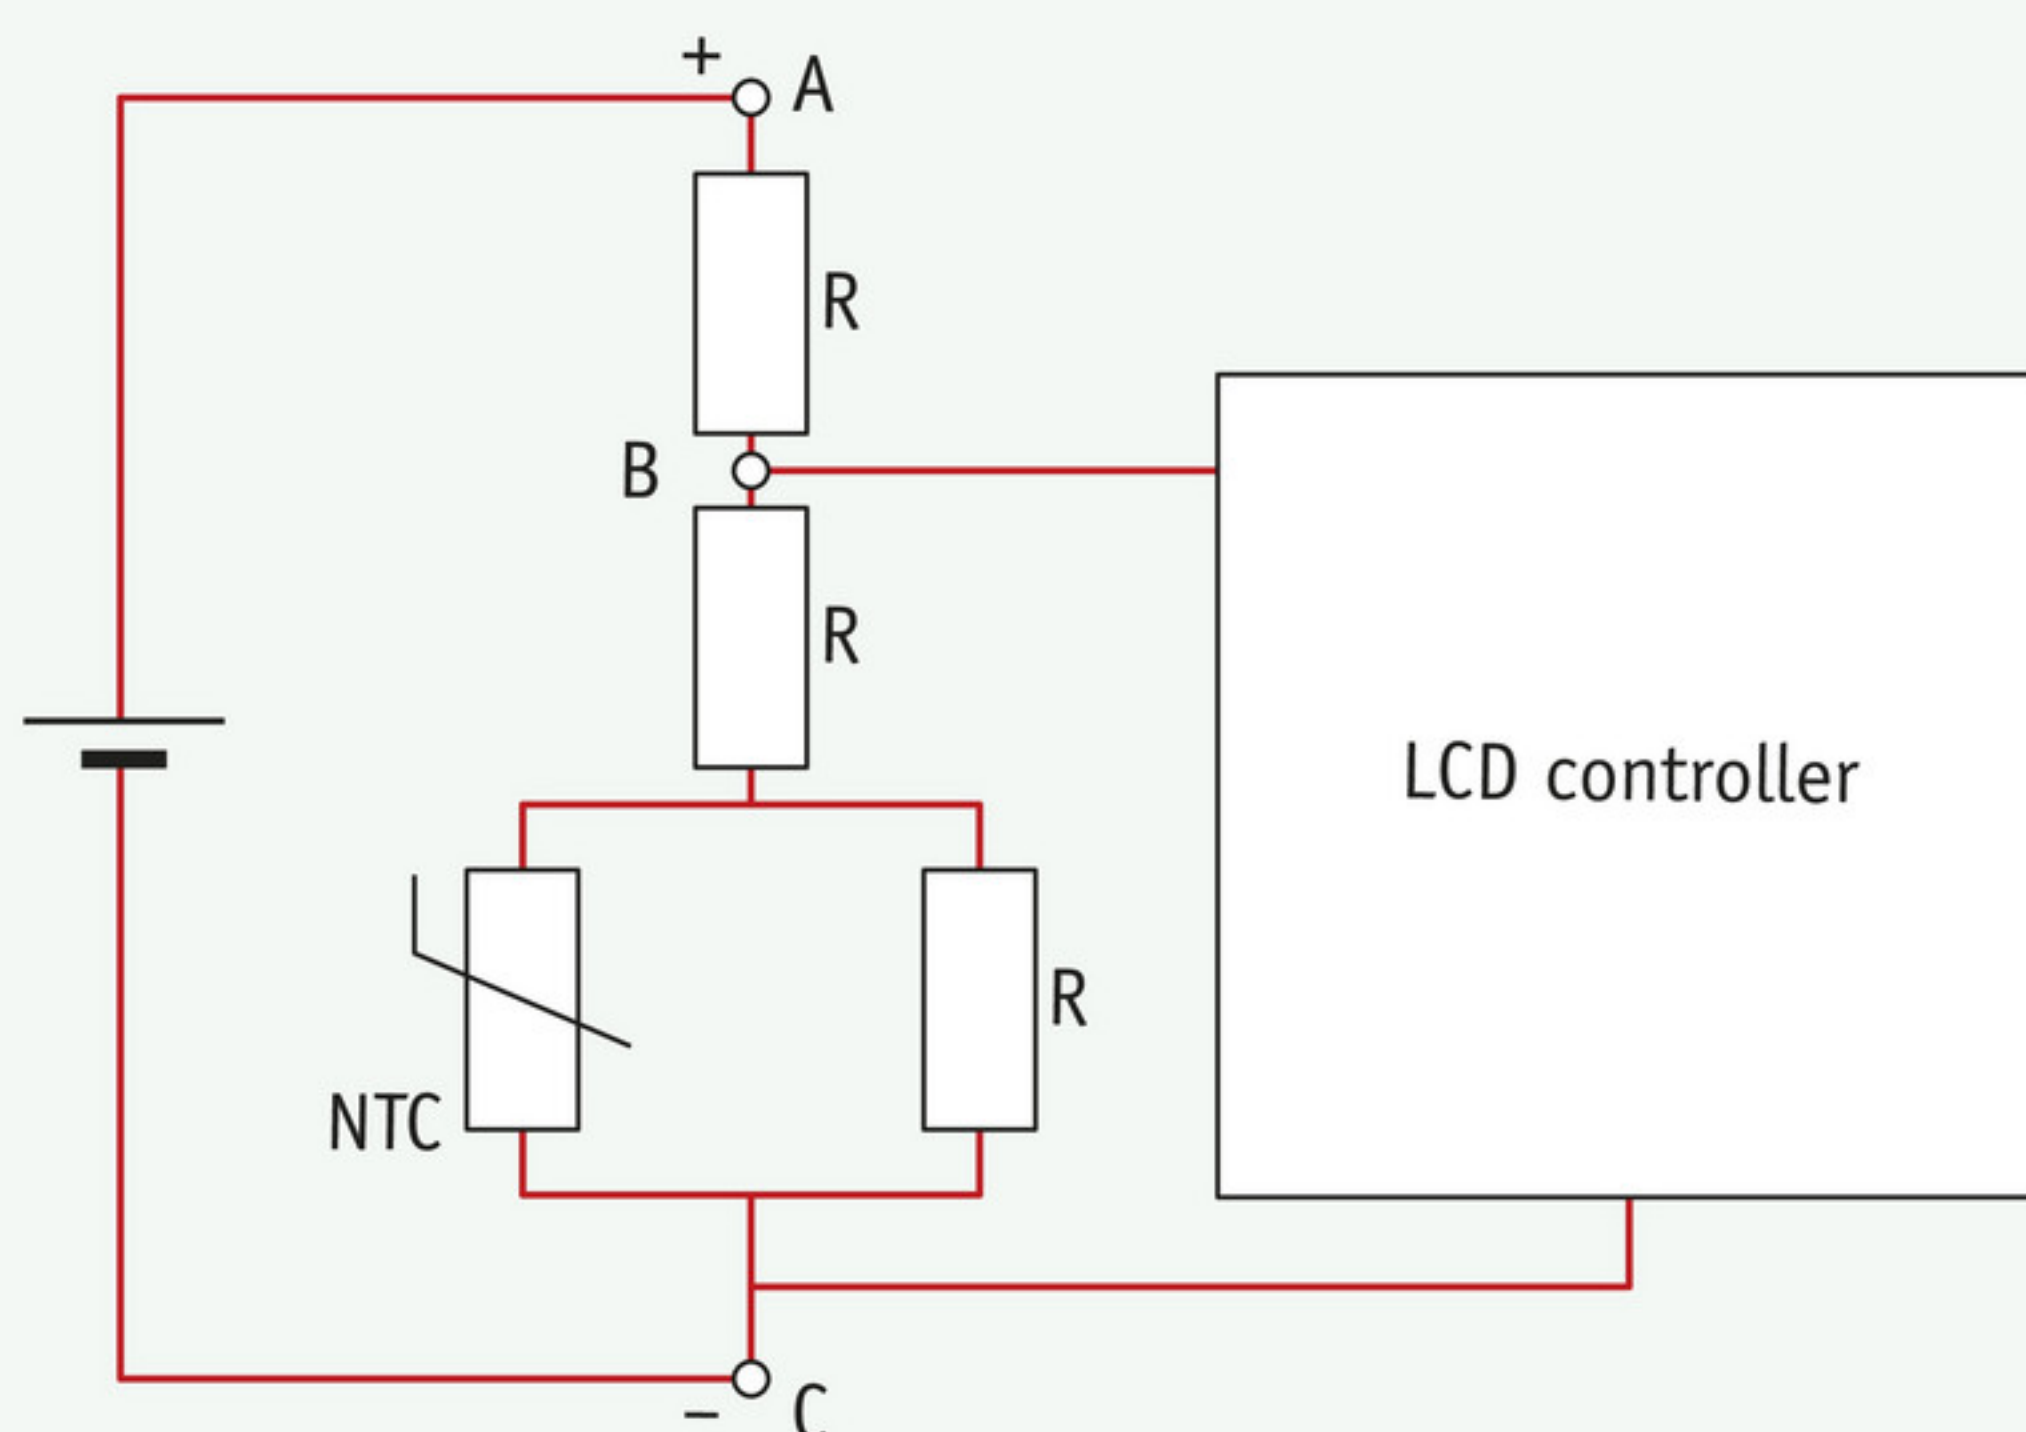 + A
R
B
R
LCD controller
R
NTC
– C